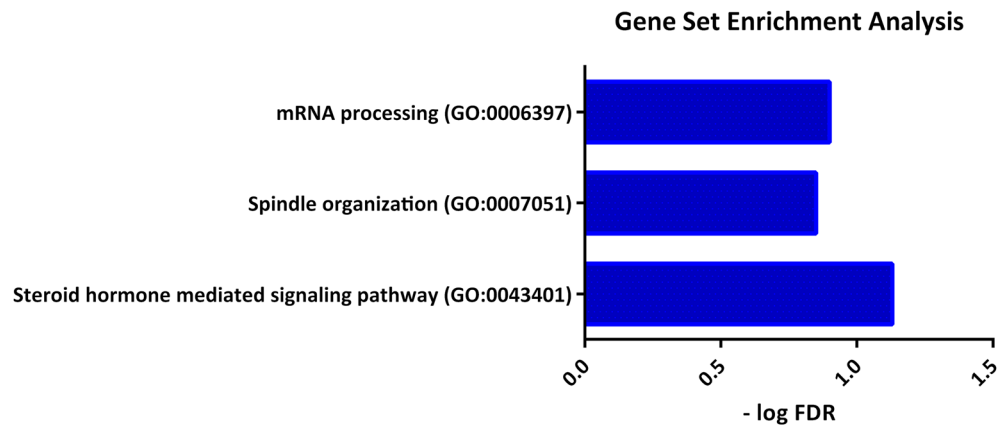 Gene Set Enrichment Analysis
mRNA processing (GO:0006397)
Spindle organization (GO:0007051)
Steroid hormone mediated signaling pathway (GO:0043401)
0.0 0.5 1.0 1.5
- log FDR